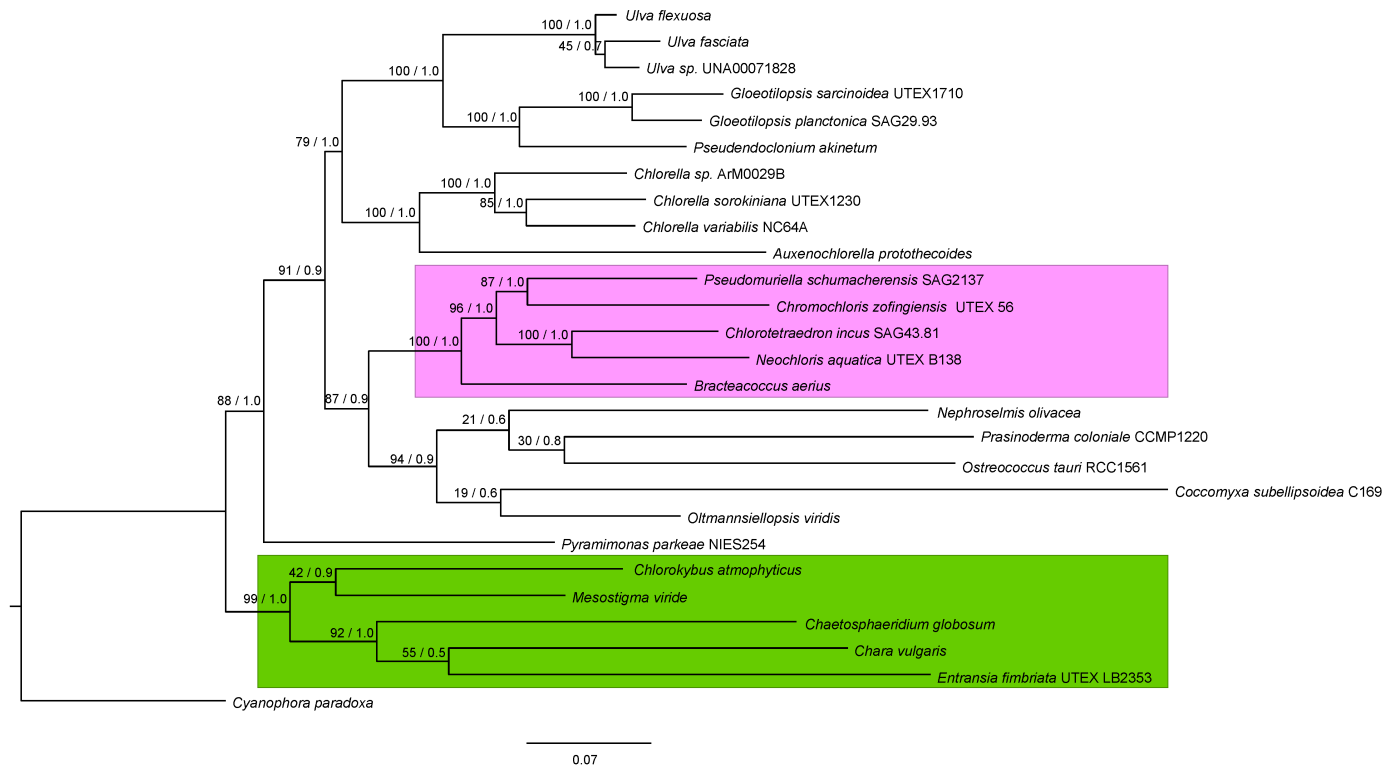 Ulva flexuosa
100 / 1.0
Ulva fasciata
45 / 0.7
Ulva sp. UNA00071828
100 / 1.0
Gloeotilopsis sarcinoidea UTEX1710
100 / 1.0
Gloeotilopsis planctonica SAG29.93
100 / 1.0
Pseudendoclonium akinetum
79 / 1.0
Chlorella sp. ArM0029B
100 / 1.0
Chlorella sorokiniana UTEX1230
85 / 1.0
100 / 1.0
Chlorella variabilis NC64A
Auxenochlorella protothecoides
91 / 0.9
Pseudomuriella schumacherensis SAG2137
87 / 1.0
Chromochloris zofingiensis UTEX 56
96 / 1.0
Chlorotetraedron incus SAG43.81
100 / 1.0
100 / 1.0
Neochloris aquatica UTEX B138
Bracteacoccus aerius
87 / 0.9
88 / 1.0
Nephroselmis olivacea
21 / 0.6
Prasinoderma coloniale CCMP1220
30 / 0.8
94 / 0.9
Ostreococcus tauri RCC1561
Coccomyxa subellipsoidea C169
19 / 0.6
Oltmannsiellopsis viridis
Pyramimonas parkeae NIES254
Chlorokybus atmophyticus
42 / 0.9
99 / 1.0
Mesostigma viride
Chaetosphaeridium globosum
92 / 1.0
Chara vulgaris
55 / 0.5
Entransia fimbriata UTEX LB2353
Cyanophora paradoxa
0.07